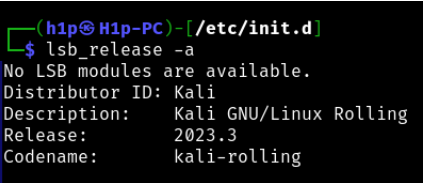 ┌──(h1p㉿H1p-PC)-[/etc/init.d]
└─$ lsb_release -a
No LSB modules are available.
Distributor ID: Kali
Description:    Kali GNU/Linux Rolling
Release:        2023.3
Codename:       kali-rolling